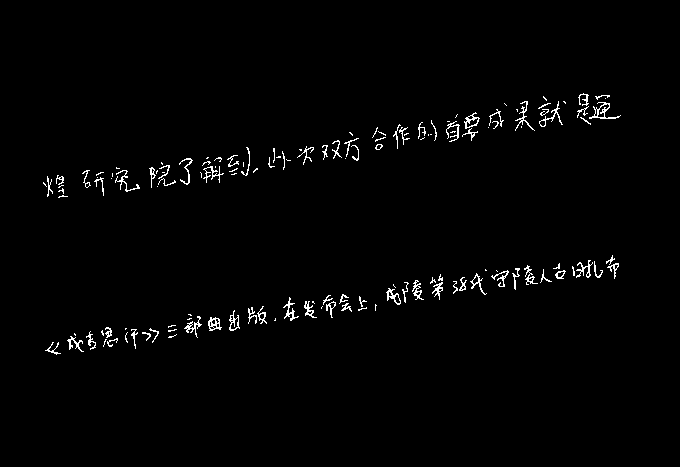 煌研究院了解到,此次双方合作的首要成果就是通
《成吉思汗》三部曲出版.在发布会上,成陵第38代守陵人古日扎布